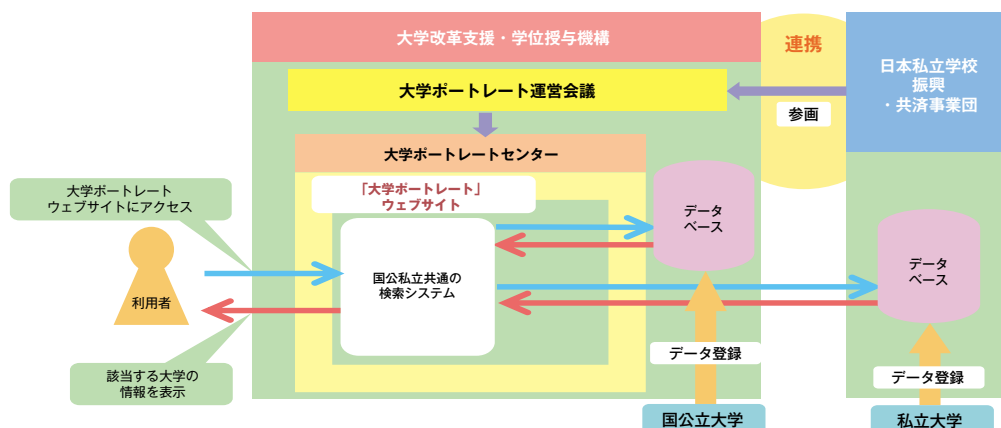 大学改革支援・学位授与機構
連携
日本私立学校
振興
・共済事業団
大学ポートレート運営会議
参画
大学ポートレートセンター
「大学ポートレート」
ウェブサイト
大学ポートレート
ウェブサイトにアクセス
データ
ベース
データ
ベース
国公私立共通の
検索システム
利用者
データ登録
該当する大学の
情報を表示
データ登録
国公立大学
私立大学